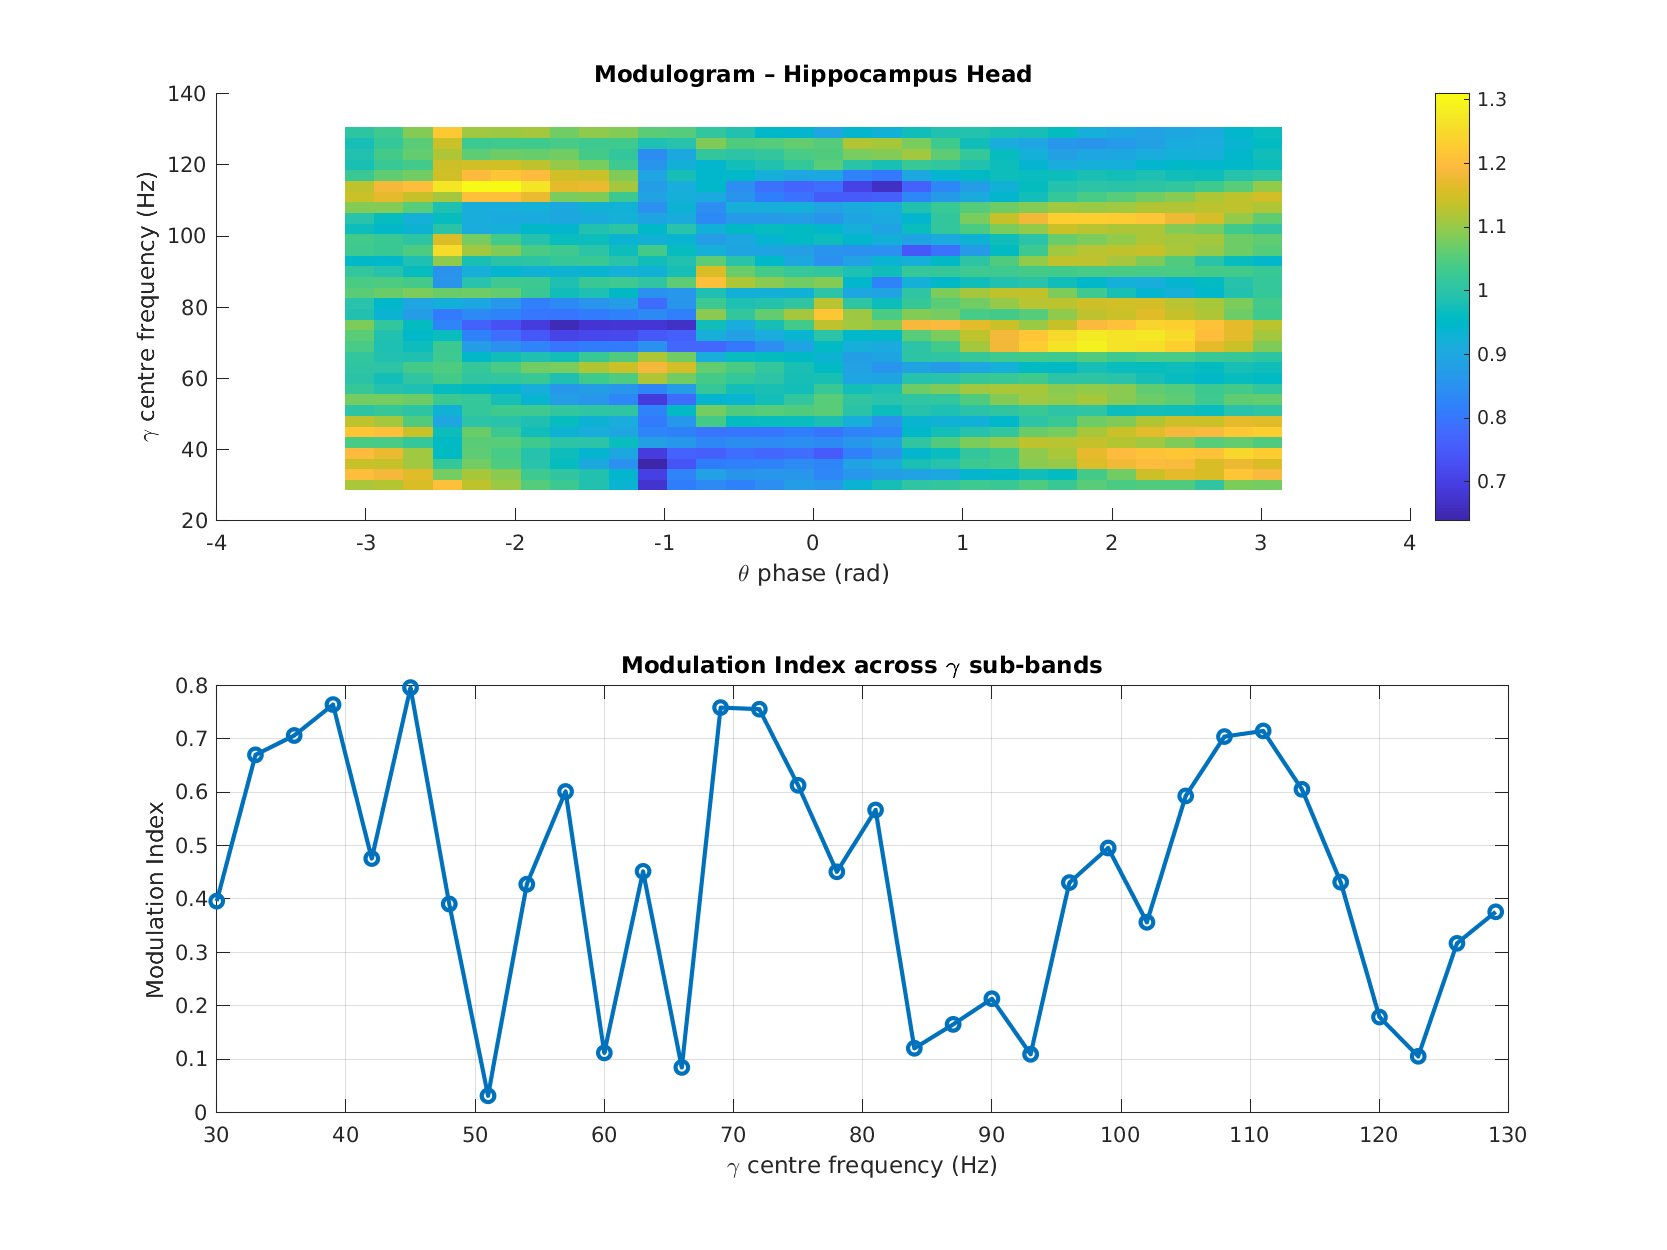 Modulogram – Hippocampus Head
140
120
100
80
60
40
20
γ centre frequency (Hz)
-4 -3 -2 -1 0 1 2 3 4
θ phase (rad)
1.3
1.2
1.1
1
0.9
0.8
0.7
Modulation Index across γ sub-bands
0.8
0.7
0.6
0.5
0.4
0.3
0.2
0.1
0
Modulation Index
30 40 50 60 70 80 90 100 110 120 130
γ centre frequency (Hz)